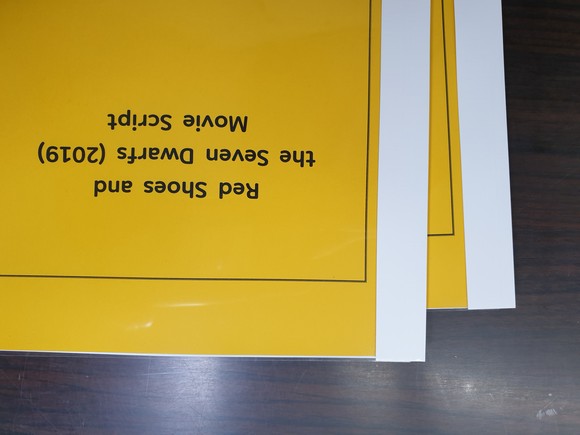 Red Shoes and
the Seven Dwarfs (2019)
Movie Script